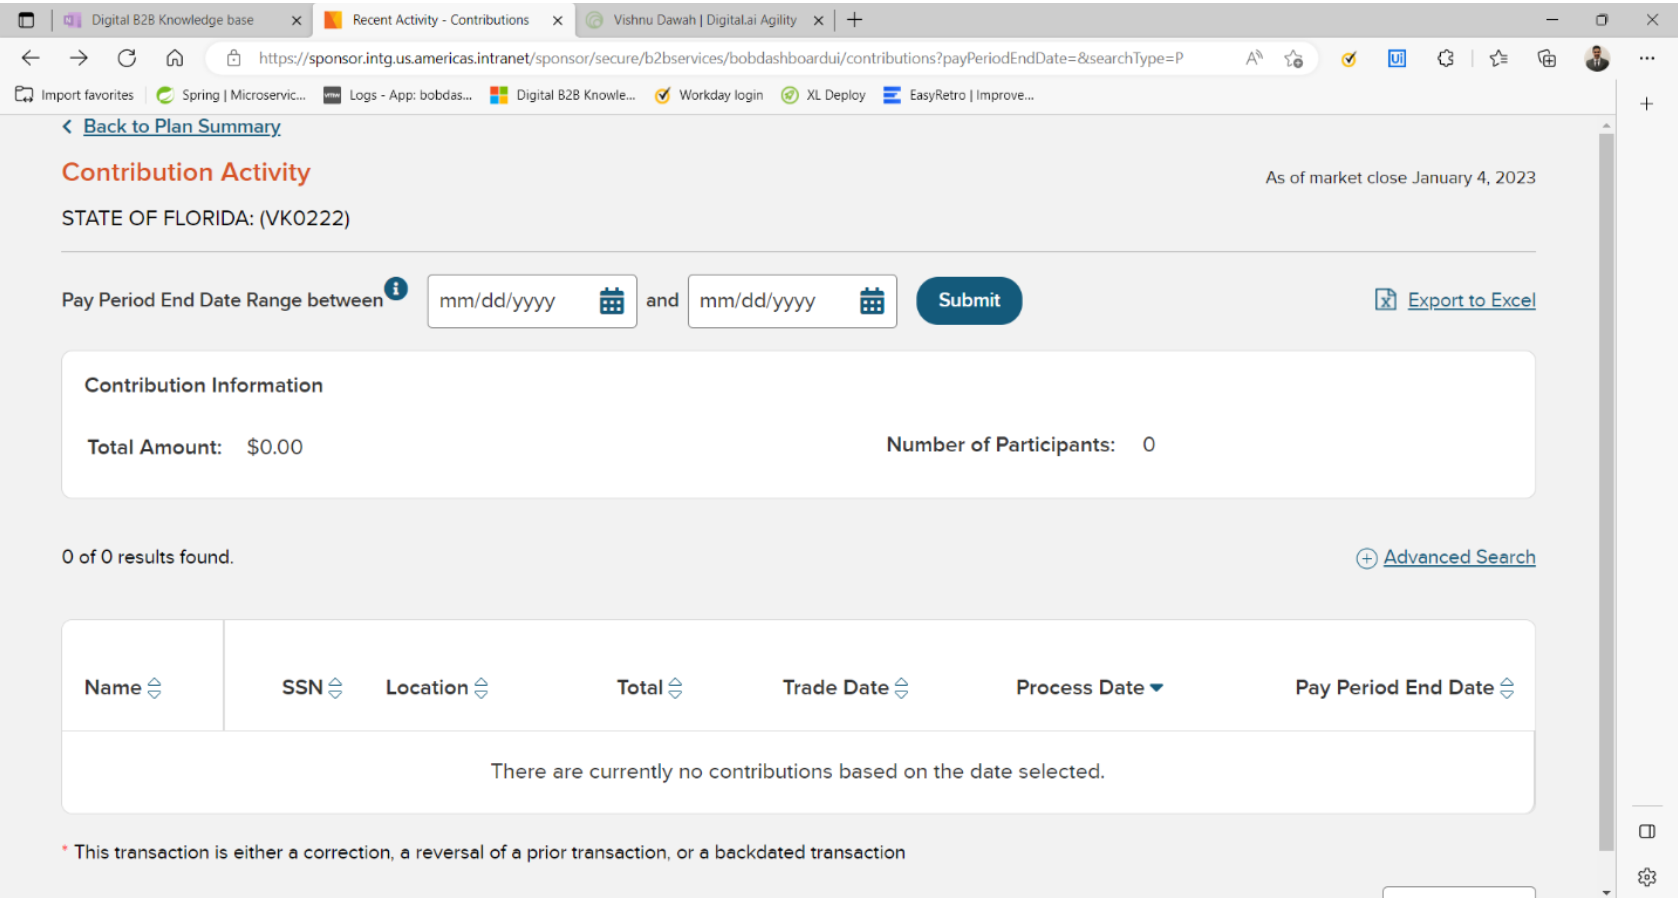 Digital B2B Knowledge base
Recent Activity - Contributions
Vishnu Dawah | Digital.ai Agility
https://sponsor.intg.us.americas.intranet/sponsor/secure/b2bservices/bobdashboardui/contributions?payPeriodEndDate=&searchType=P
Import favorites
Spring | Microservic...
Logs - App: bobdas...
Digital B2B Knowle...
Workday login
XL Deploy
EasyRetro | Improve...
Back to Plan Summary
Contribution Activity
As of market close January 4, 2023
STATE OF FLORIDA: (VK0222)
Pay Period End Date Range between
mm/dd/yyyy
and
mm/dd/yyyy
Submit
Export to Excel
Contribution Information
Total Amount: $0.00
Number of Participants: 0
0 of 0 results found.
Advanced Search
Name
SSN
Location
Total
Trade Date
Process Date
Pay Period End Date
There are currently no contributions based on the date selected.
* This transaction is either a correction, a reversal of a prior transaction, or a backdated transaction